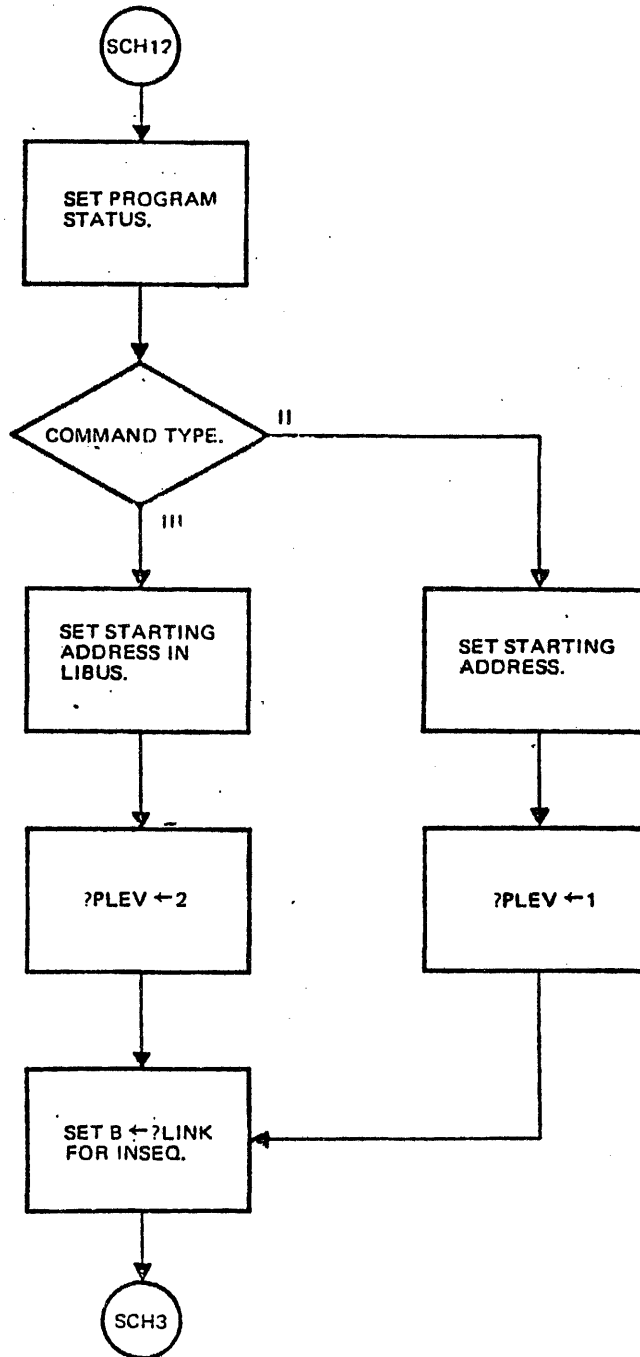 SCH12
SET PROGRAM
STATUS.
COMMAND TYPE.
II
III
SET STARTING
ADDRESS IN
LIBUS.
SET STARTING
ADDRESS.
?PLEV ←2
?PLEV ←1
SET B ←?LINK
FOR INSEQ.
SCH3